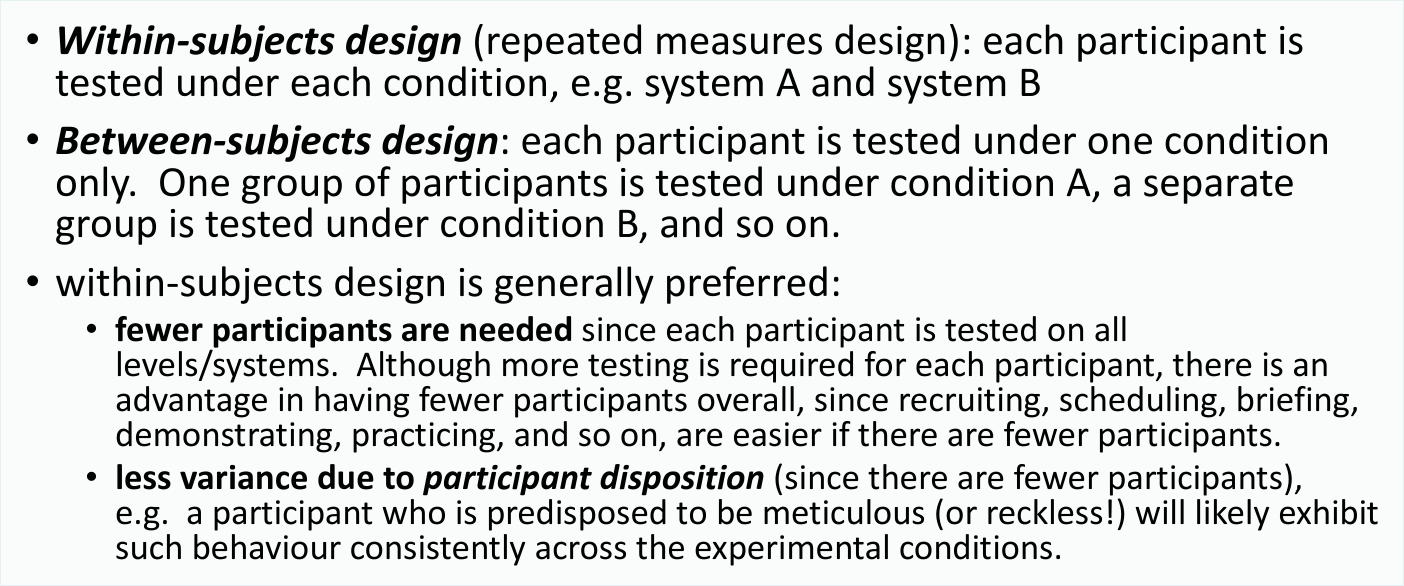 • Within-subjects design (repeated measures design): each participant is
tested under each condition, e.g. system A and system B
• Between-subjects design: each participant is tested under one condition
only.  One group of participants is tested under condition A, a separate
group is tested under condition B, and so on.
• within-subjects design is generally preferred:
• fewer participants are needed since each participant is tested on all
levels/systems.  Although more testing is required for each participant, there is an
advantage in having fewer participants overall, since recruiting, scheduling, briefing,
demonstrating, practicing, and so on, are easier if there are fewer participants.
• less variance due to participant disposition (since there are fewer participants),
e.g.  a participant who is predisposed to be meticulous (or reckless!) will likely exhibit
such behaviour consistently across the experimental conditions.